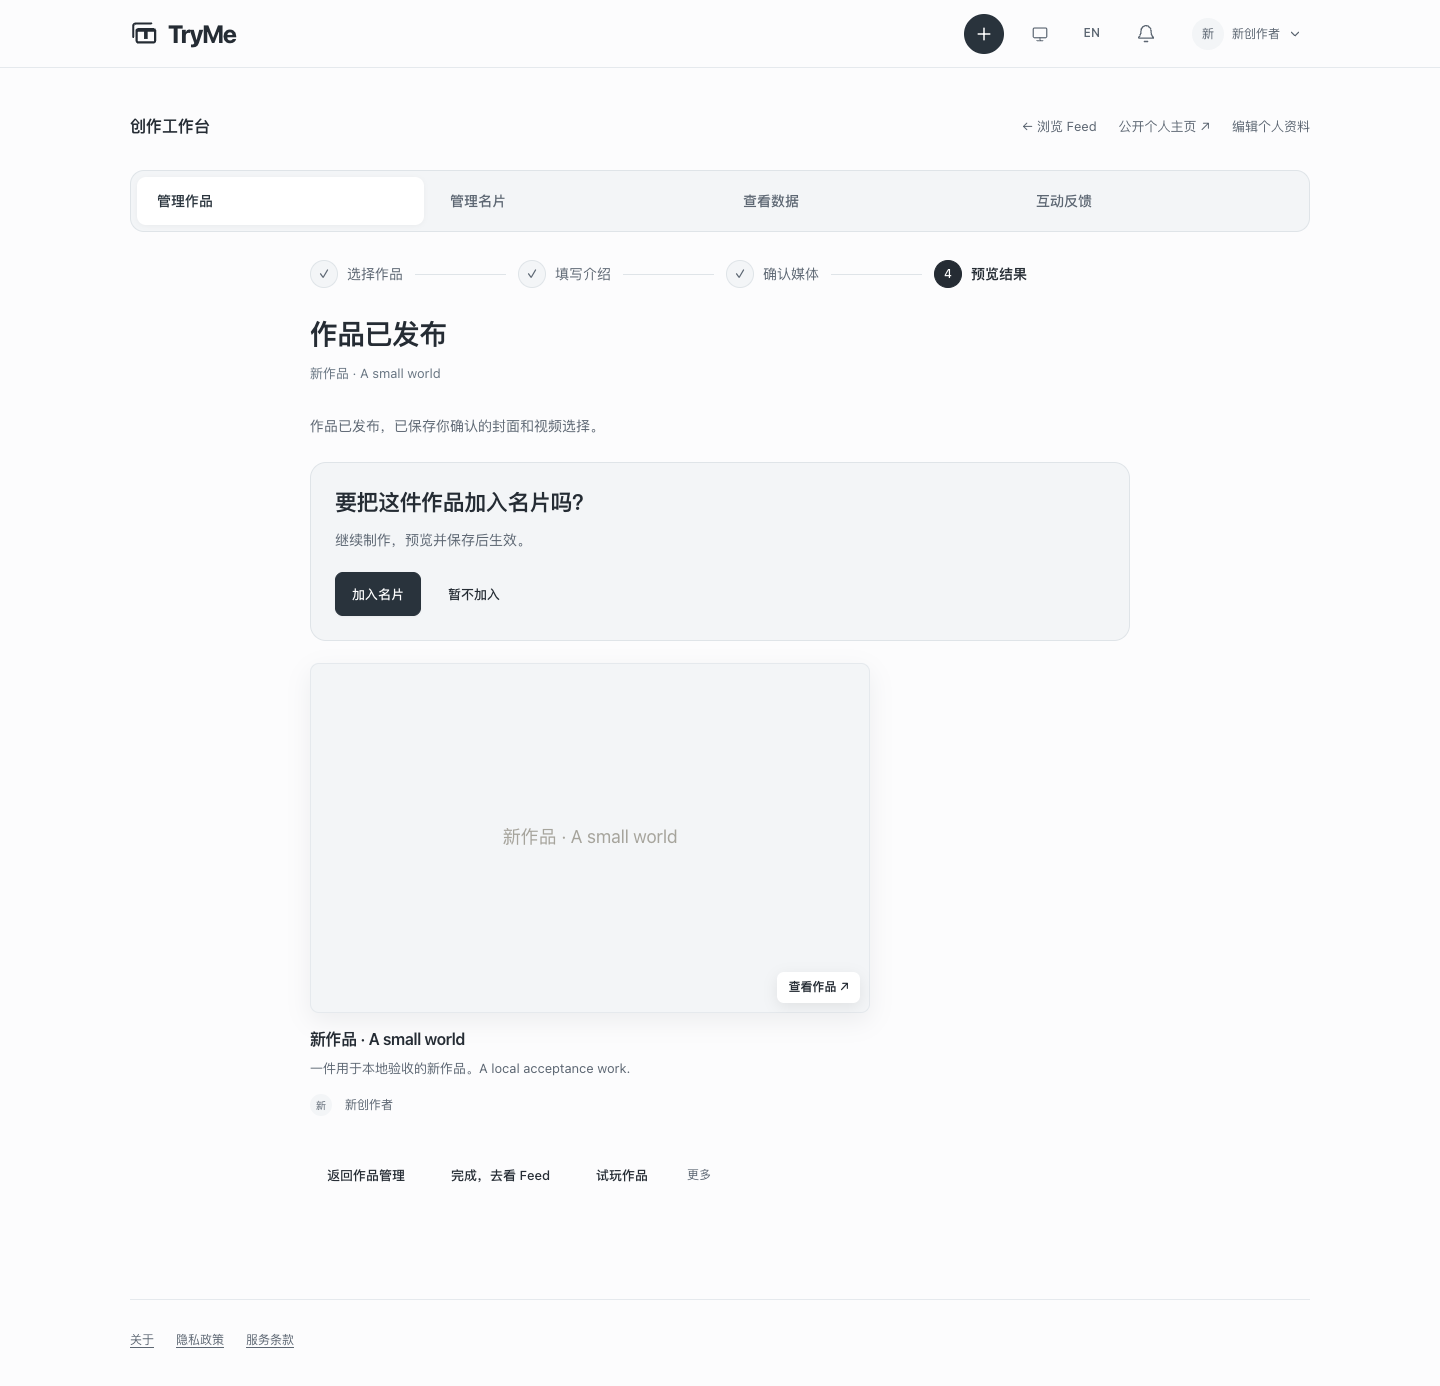 TryMe
EN
新 新创作者
创作工作台
← 浏览 Feed 公开个人主页 ↗ 编辑个人资料
管理作品 管理名片 查看数据 互动反馈
选择作品 填写介绍 确认媒体 4 预览结果
作品已发布
新作品 · A small world
作品已发布，已保存你确认的封面和视频选择。
要把这件作品加入名片吗?
继续制作，预览并保存后生效。
加入名片 暂不加入
新作品 · A small world
查看作品 ↗
新作品 · A small world
一件用于本地验收的新作品。A local acceptance work.
新 新创作者
返回作品管理 完成，去看 Feed 试玩作品 更多
关于 隐私政策 服务条款